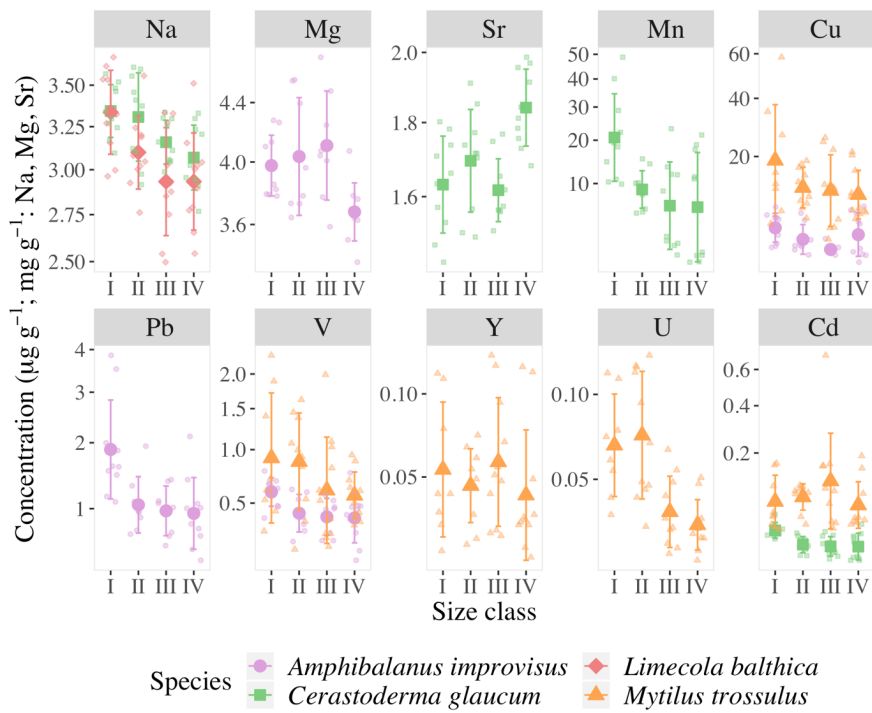 Na Mg Sr Mn Cu
3.50 3.25 3.00 2.75 2.50
4.4 4.0 3.6
2.0 1.8 1.6
50 40 30 20 10
60 40 20
I II III IV I II III IV I II III IV I II III IV I II III IV
Concentration (µg g⁻¹; mg g⁻¹: Na, Mg, Sr)
Pb V Y U Cd
4 3 2 1
2.0 1.5 1.0 0.5
0.10 0.05
0.10 0.05
0.6 0.4 0.2
I II III IV I II III IV I II III IV I II III IV I II III IV
Size class
Species
Amphibalanus improvisus Limecola balthica
Cerastoderma glaucum Mytilus trossulus